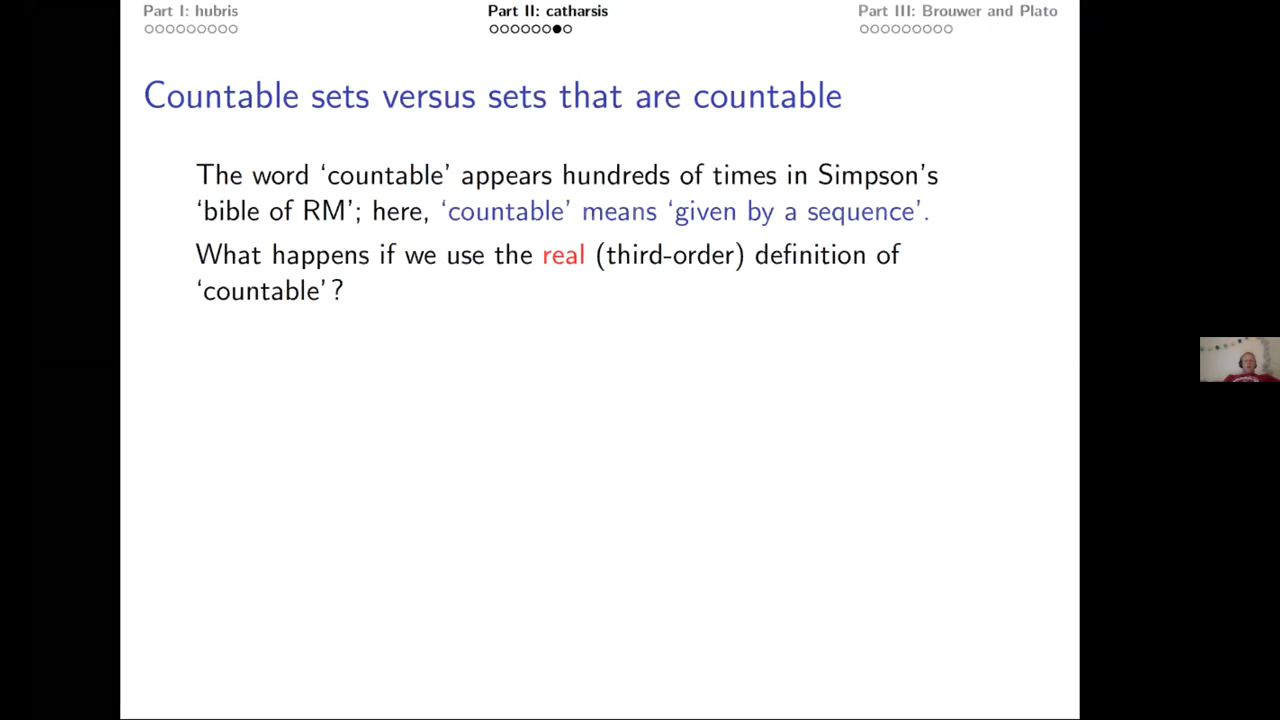 Part I: hubris
Part II: catharsis
Part III: Brouwer and Plato
Countable sets versus sets that are countable
The word ‘countable’ appears hundreds of times in Simpson’s
‘bible of RM’; here, ‘countable’ means ‘given by a sequence’.
What happens if we use the real (third-order) definition of
‘countable’?